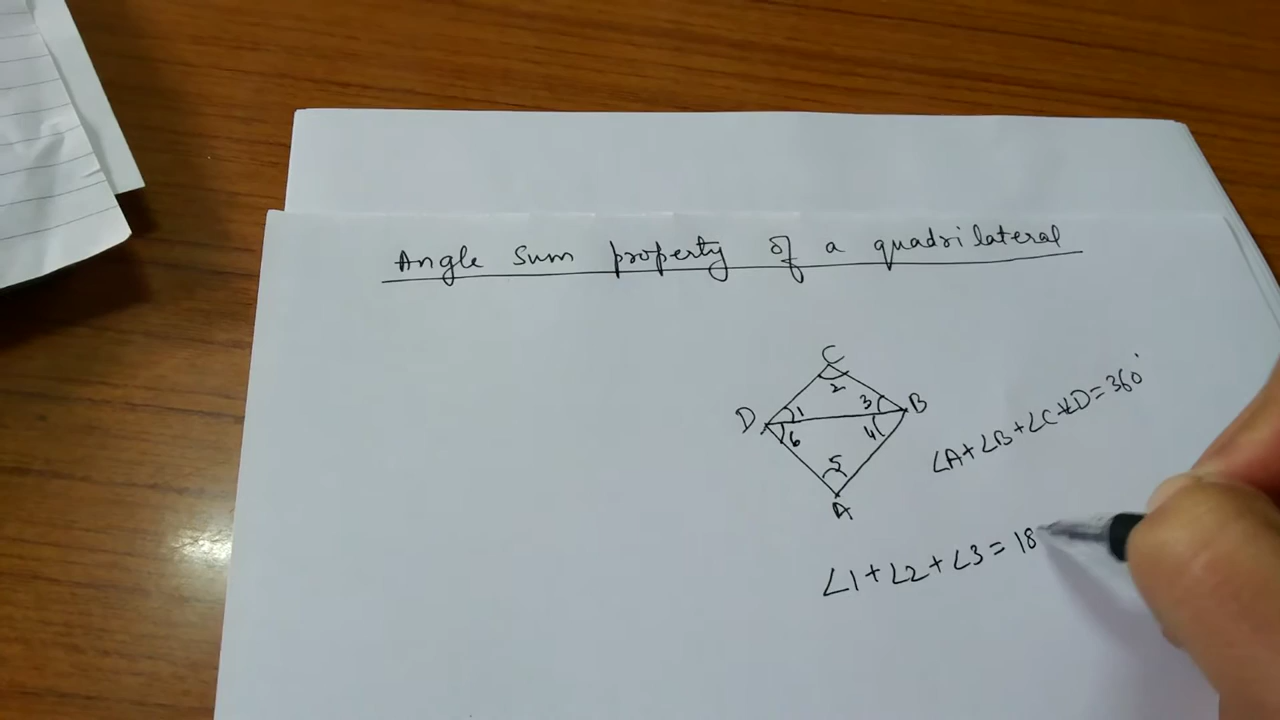 Angle Sum property of a quadrilateral
C
2
D 1 3 B
6 4
5
A
∠A+∠B+∠C+∠D=360°
∠1+∠2+∠3=18